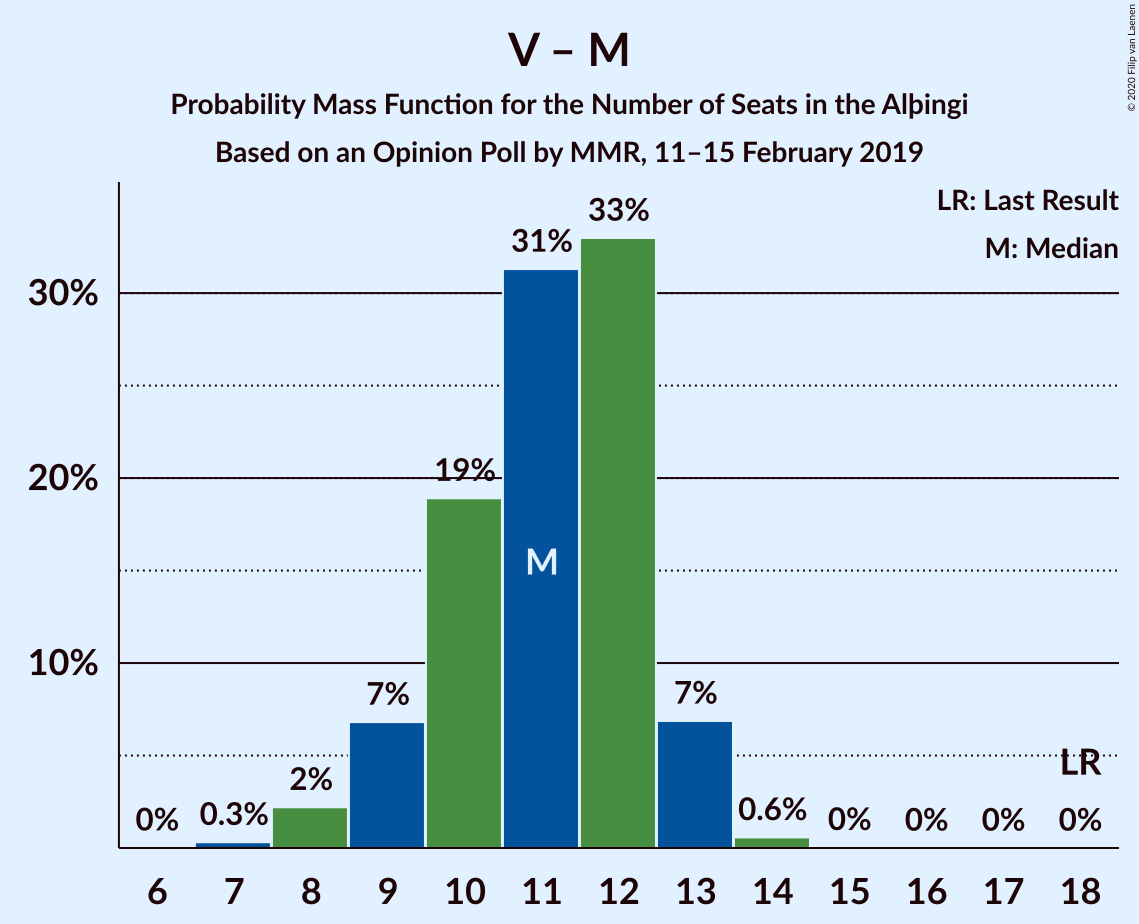 V – M
Probability Mass Function for the Number of Seats in the Alþingi
Based on an Opinion Poll by MMR, 11–15 February 2019
© 2020 Filip van Laenen
LR: Last Result
M: Median
30%
20%
10%
0%
0.3%
2%
7%
19%
31%
33%
7%
0.6%
0%
0%
0%
0%
M
LR
6 7 8 9 10 11 12 13 14 15 16 17 18